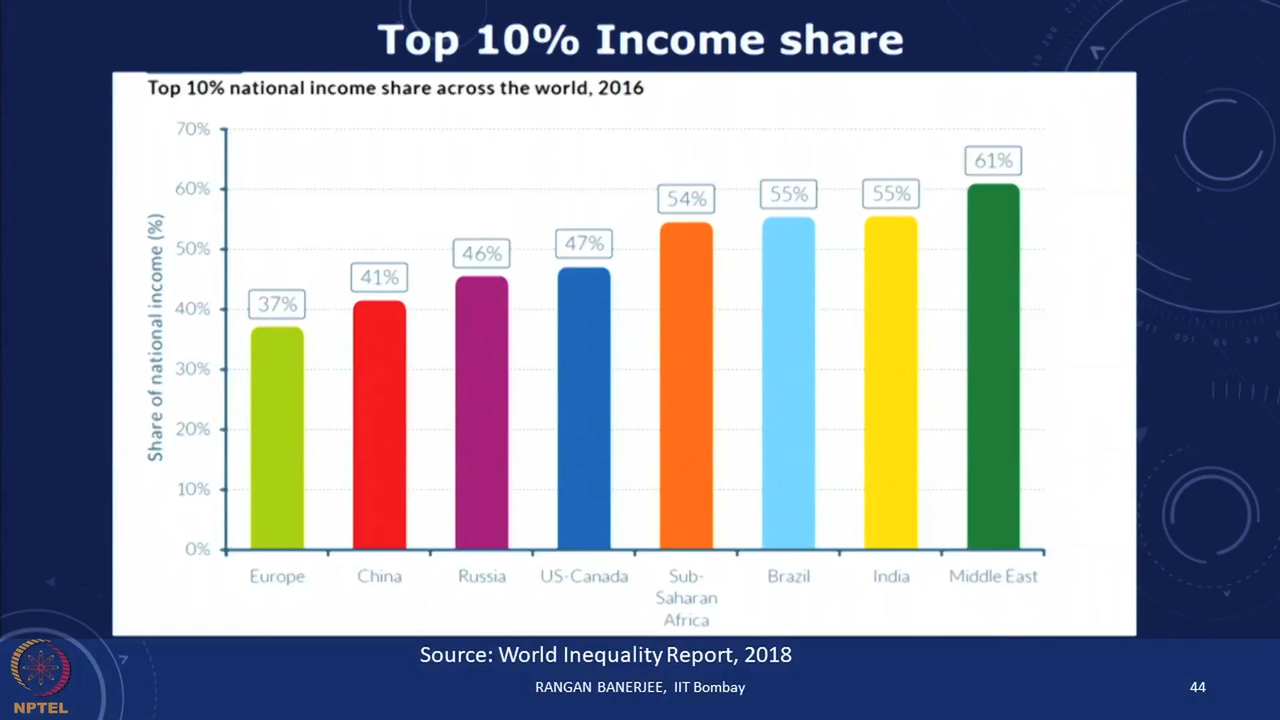 Top 10% Income share
Top 10% national income share across the world, 2016
Share of national income (%)
70%
60%
50%
40%
30%
20%
10%
0%
37%
41%
46%
47%
54%
55%
55%
61%
Europe
China
Russia
US-Canada
Sub-
Saharan
Africa
Brazil
India
Middle East
Source: World Inequality Report, 2018
RANGAN BANERJEE, IIT Bombay
44
NPTEL